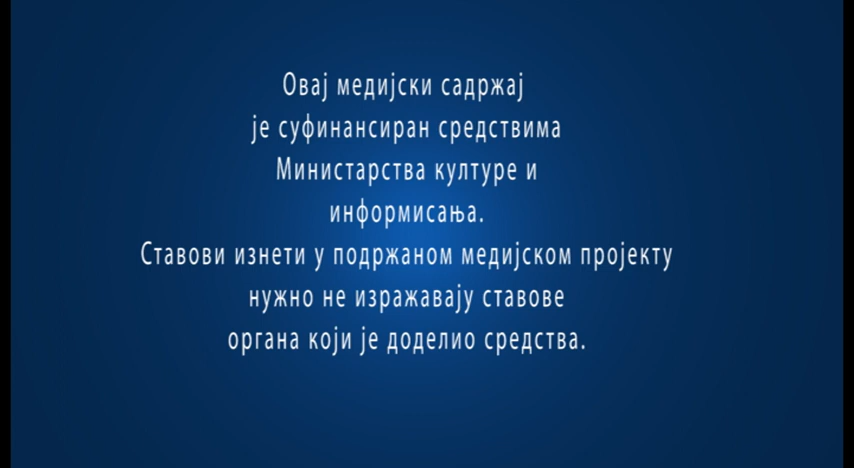 Овај медијски садржај
је суфинансиран средствима
Министарства културе и
информисања.
Ставови изнети у подржаном медијском пројекту
нужно не изражавају ставове
органа који је доделио средства.